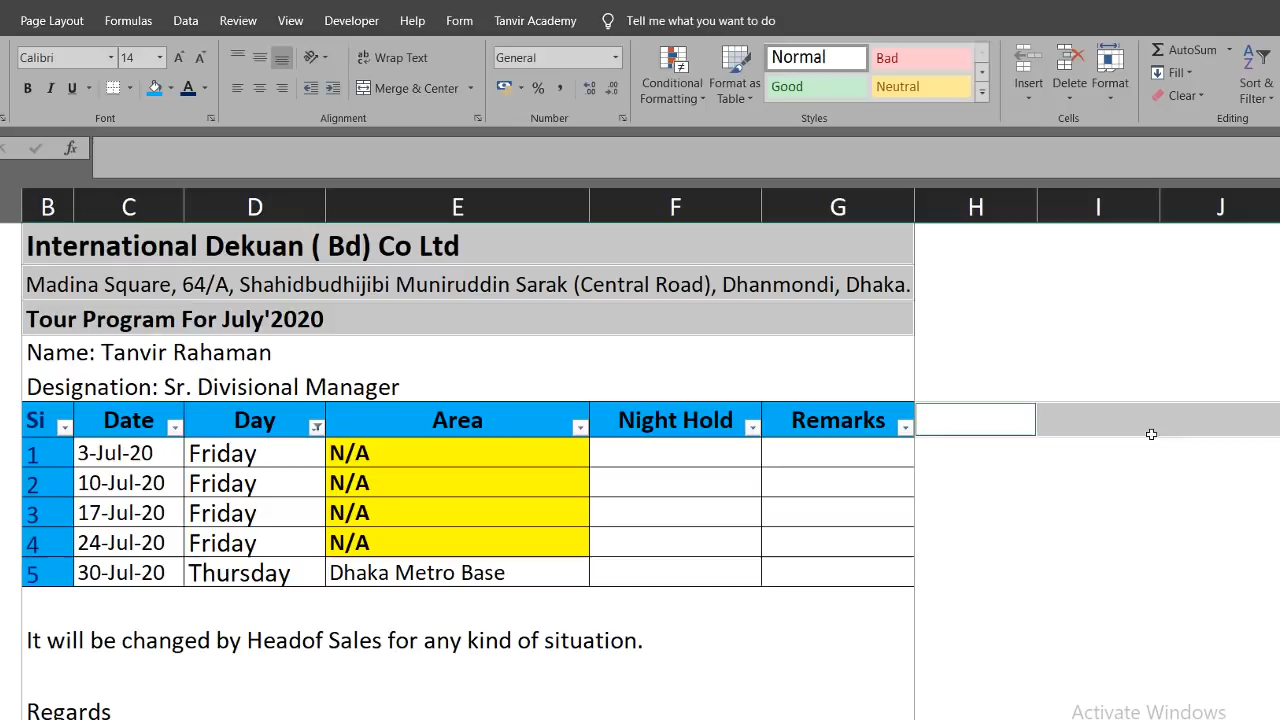 Page Layout Formulas Data Review View Developer Help Form Tanvir Academy Tell me what you want to do
Calibri 14 A A ab Wrap Text General Conditional Formatting Format as Table Normal Bad Good Neutral Insert Delete Format AutoSum Fill Clear Sort & Filter
B I U A Merge & Center % , .00 .0
Font Alignment Number Styles Cells Editing
fx
B C D E F G H I J
International Dekuan ( Bd) Co Ltd
Madina Square, 64/A, Shahidbudhijibi Muniruddin Sarak (Central Road), Dhanmondi, Dhaka.
Tour Program For July'2020
Name: Tanvir Rahaman
Designation: Sr. Divisional Manager
Si Date Day Area Night Hold Remarks
1 3-Jul-20 Friday N/A
2 10-Jul-20 Friday N/A
3 17-Jul-20 Friday N/A
4 24-Jul-20 Friday N/A
5 30-Jul-20 Thursday Dhaka Metro Base
It will be changed by Headof Sales for any kind of situation.
Regards
Activate Windows